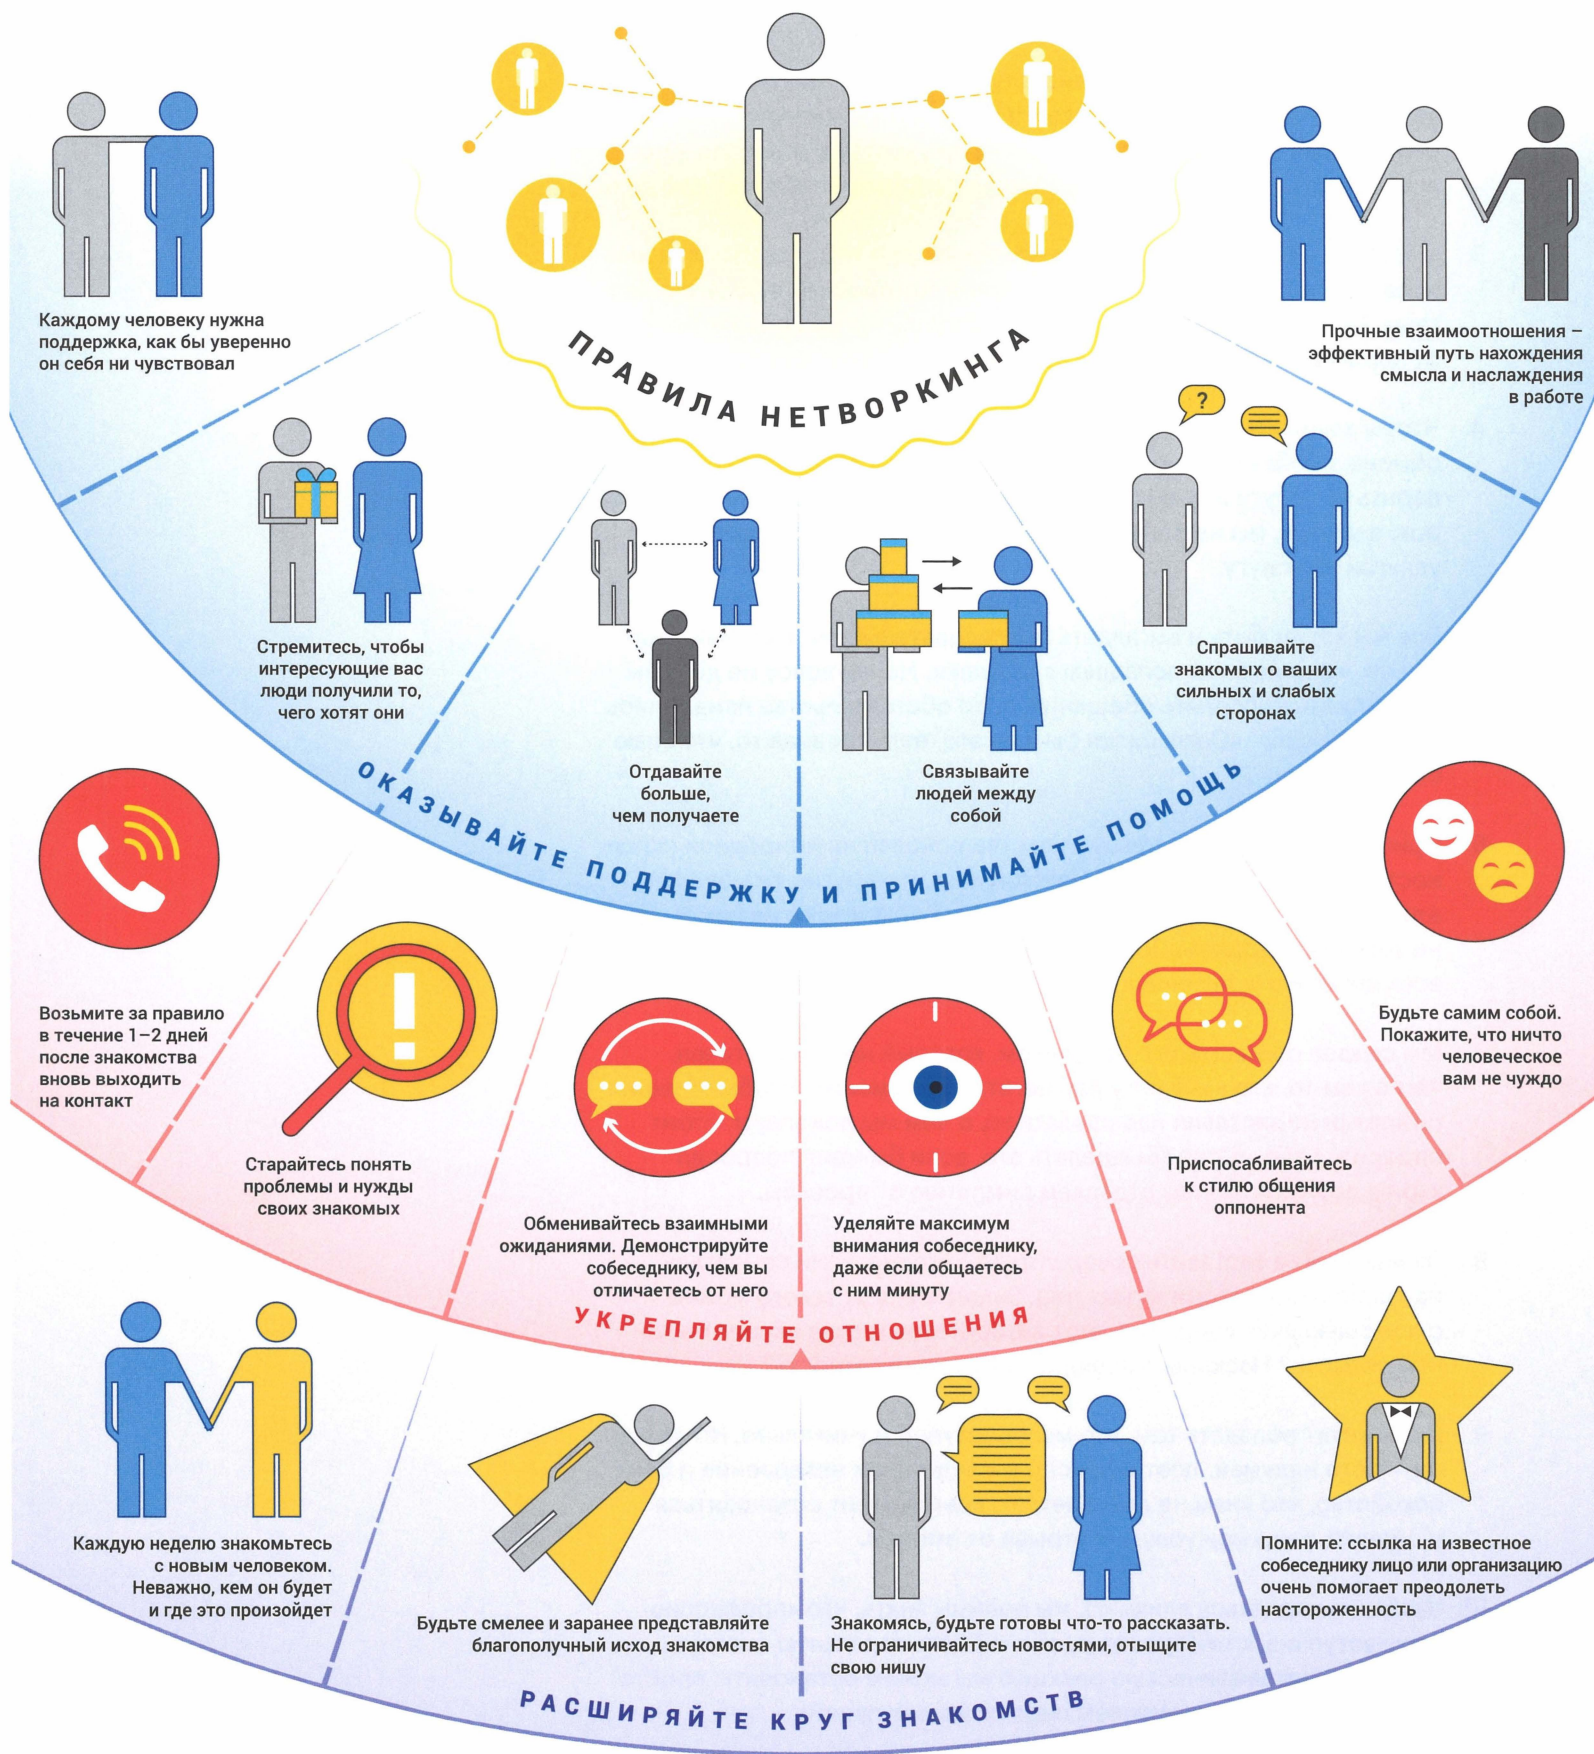 ПРАВИЛА НЕТВОРКИНГА
Каждому человеку нужна
поддержка, как бы уверенно
он себя ни чувствовал
Стремитесь, чтобы
интересующие вас
люди получили то,
чего хотят они
Отдавайте
больше,
чем получаете
Связывайте
людей между
собой
?
Спрашивайте
знакомых о ваших
сильных и слабых
сторонах
Прочные взаимоотношения –
эффективный путь нахождения
смысла и наслаждения
в работе
ОКАЗЫВАЙТЕ ПОДДЕРЖКУ И ПРИНИМАЙТЕ ПОМОЩЬ
Возьмите за правило
в течение 1–2 дней
после знакомства
вновь выходить
на контакт
!
Старайтесь понять
проблемы и нужды
своих знакомых
Обменивайтесь взаимными
ожиданиями. Демонстрируйте
собеседнику, чем вы
отличаетесь от него
Уделяйте максимум
внимания собеседнику,
даже если общаетесь
с ним минуту
Приспосабливайтесь
к стилю общения
оппонента
Будьте самим собой.
Покажите, что ничто
человеческое
вам не чуждо
УКРЕПЛЯЙТЕ ОТНОШЕНИЯ
Каждую неделю знакомьтесь
с новым человеком.
Неважно, кем он будет
и где это произойдет
Будьте смелее и заранее представляйте
благополучный исход знакомства
Знакомясь, будьте готовы что-то рассказать.
Не ограничивайтесь новостями, отыщите
свою нишу
Помните: ссылка на известное
собеседнику лицо или организацию
очень помогает преодолеть
настороженность
РАСШИРЯЙТЕ КРУГ ЗНАКОМСТВ